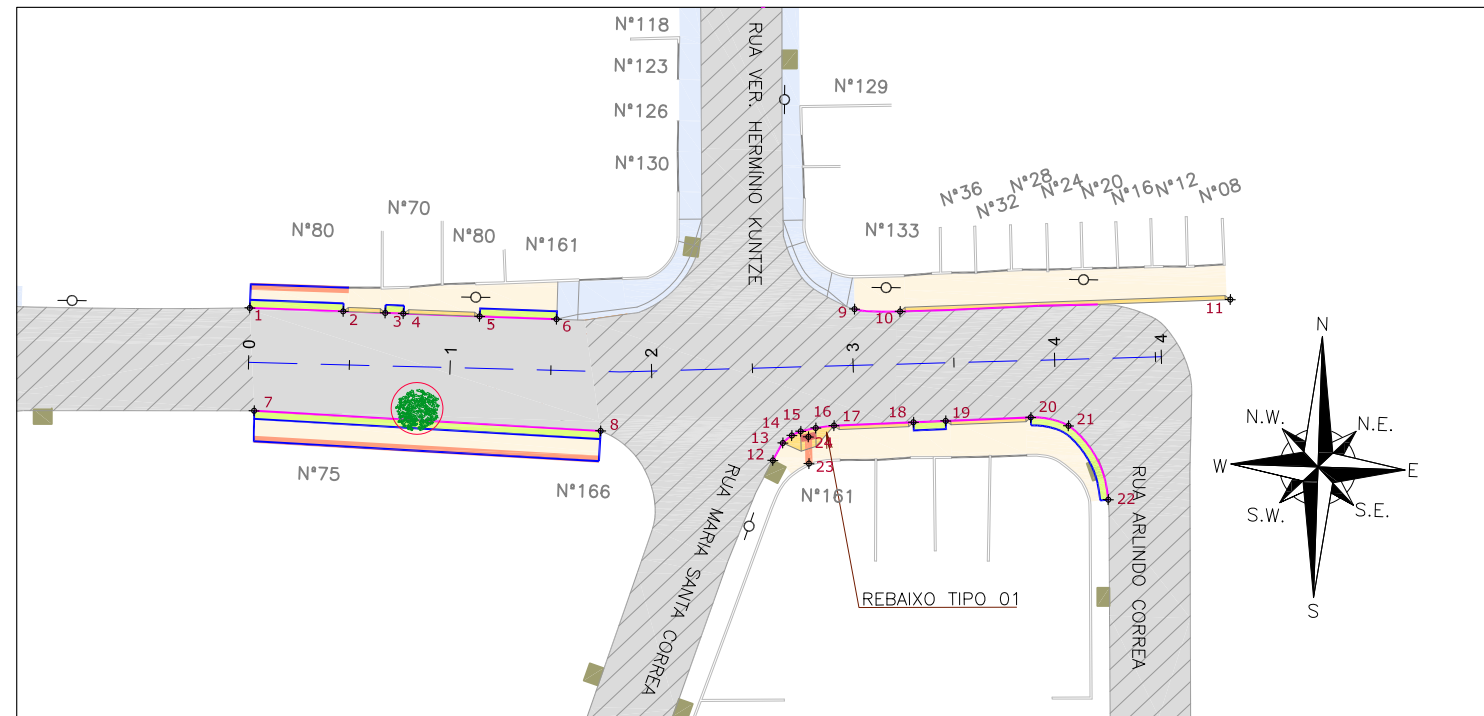 N°118
N°123
N°126
N°130
RUA VER. HERMÍNIO KUNTZE
N°129
N°80
N°70
N°80
N°161
N°133
N°36
N°32
N°28
N°24
N°20
N°16
N°12
N°08
1
2
3
4
5
6
9
10
11
0
1
2
3
4
4
7
8
12
13
14
15
16
17
18
19
20
21
22
23
24
N°75
N°166
N°161
RUA MARIA SANTA CORREA
RUA ARLINDO CORREA
REBAIXO TIPO 01
N
N.W.
N.E.
W
E
S.W.
S.E.
S